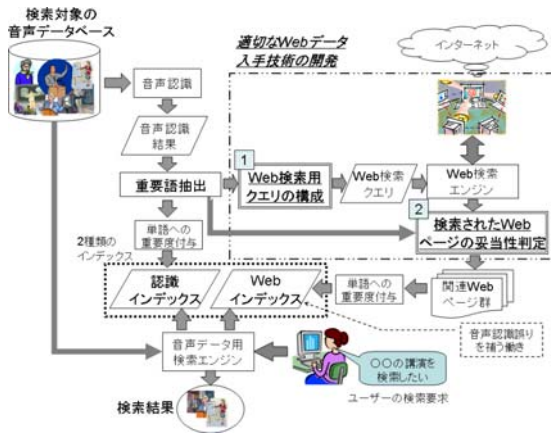 検索対象の
音声データベース
適切なWebデータ
入手技術の開発
インターネット
音声認識
音声認識
結果
重要語抽出
1
Web検索用
クエリの構成
Web検索
クエリ
Web検索
エンジン
2
検索されたWeb
ページの妥当性判定
2種類の
インデックス
単語への
重要度付与
認識
インデックス
Web
インデックス
単語への
重要度付与
関連Web
ページ群
音声認識誤り
を補う働き
音声データ用
検索エンジン
〇〇の講演を
検索したい
ユーザーの検索要求
検索結果